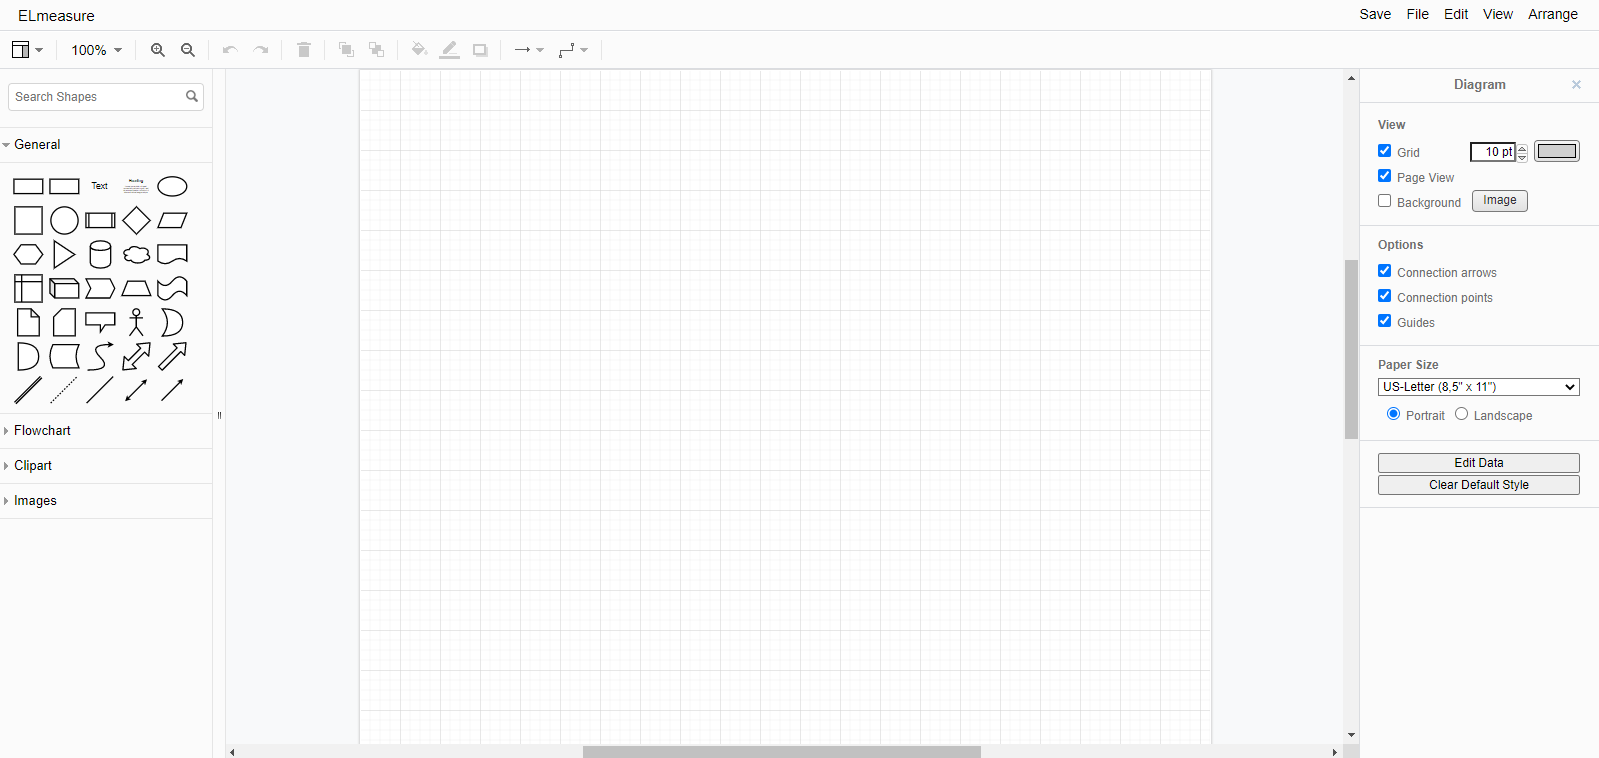 ELmeasure
Save File Edit View Arrange
100%
Search Shapes
General
Text
Heading
Flowchart
Clipart
Images
Diagram
View
Grid 10 pt
Page View
Background Image
Options
Connection arrows
Connection points
Guides
Paper Size
US-Letter (8,5" x 11")
Portrait Landscape
Edit Data
Clear Default Style